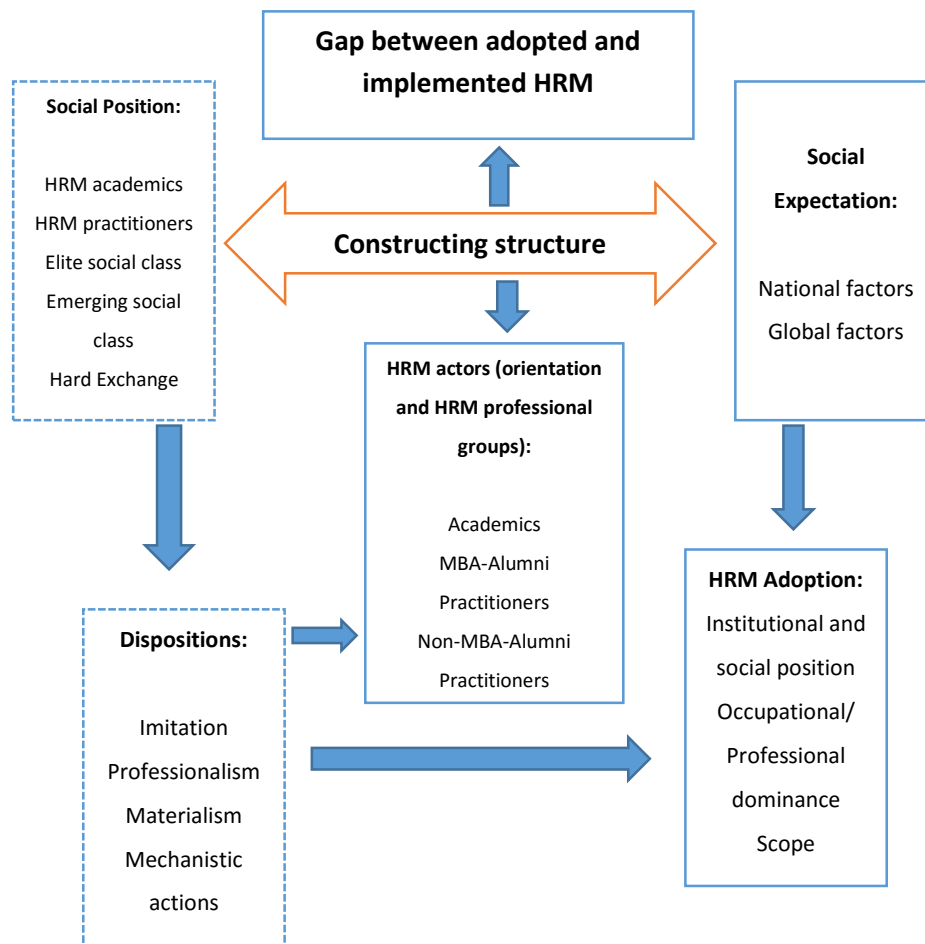 Gap between adopted and
implemented HRM
Social Position:
HRM academics
HRM practitioners
Elite social class
Emerging social
class
Hard Exchange
Social
Expectation:
National factors
Global factors
Constructing structure
HRM actors (orientation
and HRM professional
groups):
Academics
MBA-Alumni
Practitioners
Non-MBA-Alumni
Practitioners
Dispositions:
Imitation
Professionalism
Materialism
Mechanistic
actions
HRM Adoption:
Institutional and
social position
Occupational/
Professional
dominance
Scope